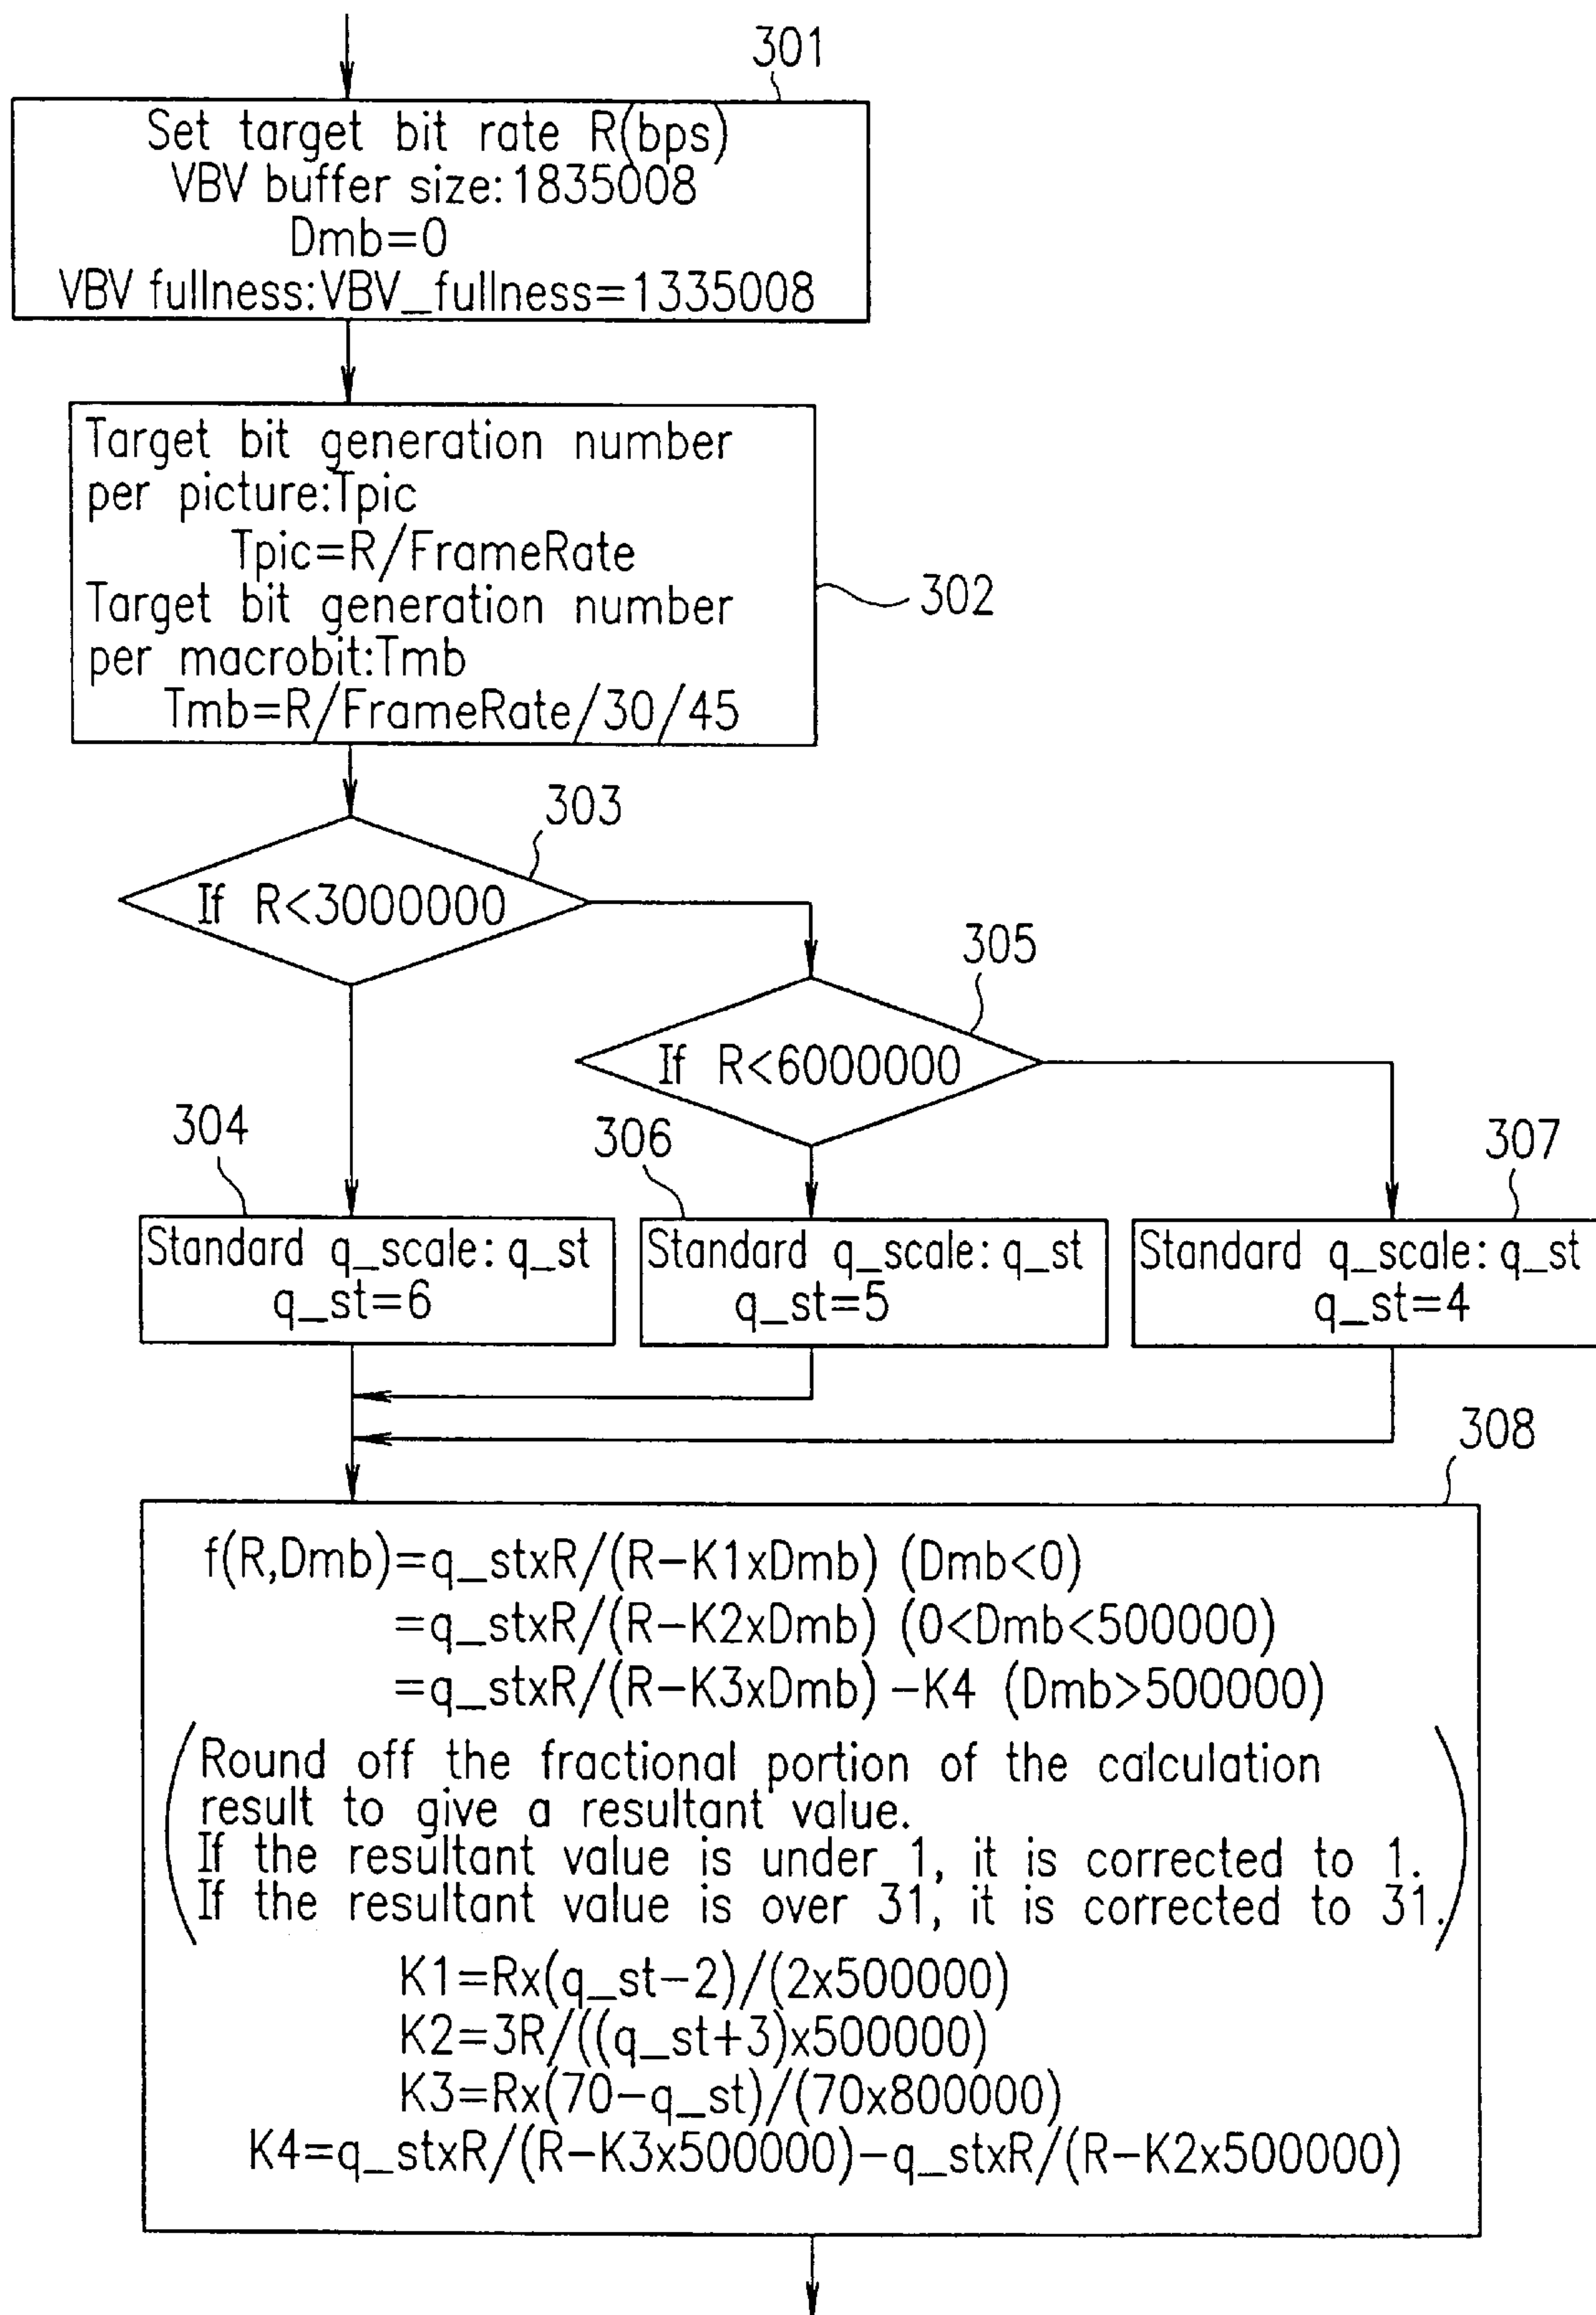 301
Set target bit rate R(bps)
VBV buffer size:1835008
Dmb=0
VBV fullness:VBV_fullness=1335008
Target bit generation number
per picture:Tpic
Tpic=R/FrameRate
Target bit generation number
per macrobit:Tmb
Tmb=R/FrameRate/30/45
302
303
If R<3000000
305
If R<6000000
304
306
307
Standard q_scale: q_st
q_st=6
Standard q_scale: q_st
q_st=5
Standard q_scale: q_st
q_st=4
308
f(R,Dmb)=q_stxR/(R-K1xDmb) (Dmb<0)
=q_stxR/(R-K2xDmb) (0<Dmb<500000)
=q_stxR/(R-K3xDmb)-K4 (Dmb>500000)
(Round off the fractional portion of the calculation
result to give a resultant value.
If the resultant value is under 1, it is corrected to 1.
If the resultant value is over 31, it is corrected to 31.)
K1=Rx(q_st-2)/(2x500000)
K2=3R/((q_st+3)x500000)
K3=Rx(70-q_st)/(70x800000)
K4=q_stxR/(R-K3x500000)-q_stxR/(R-K2x500000)